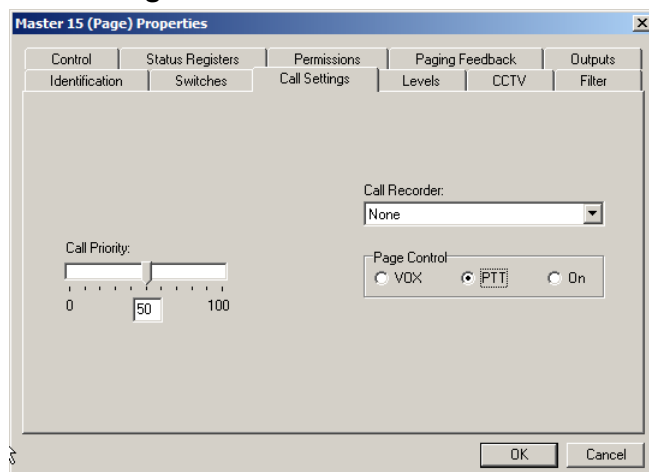 Master 15 (Page) Properties
Control Status Registers Permissions Paging Feedback Outputs
Identification Switches Call Settings Levels CCTV Filter
Call Recorder:
None
Call Priority:
Page Control
VOX PTT On
0 50 100
OK Cancel